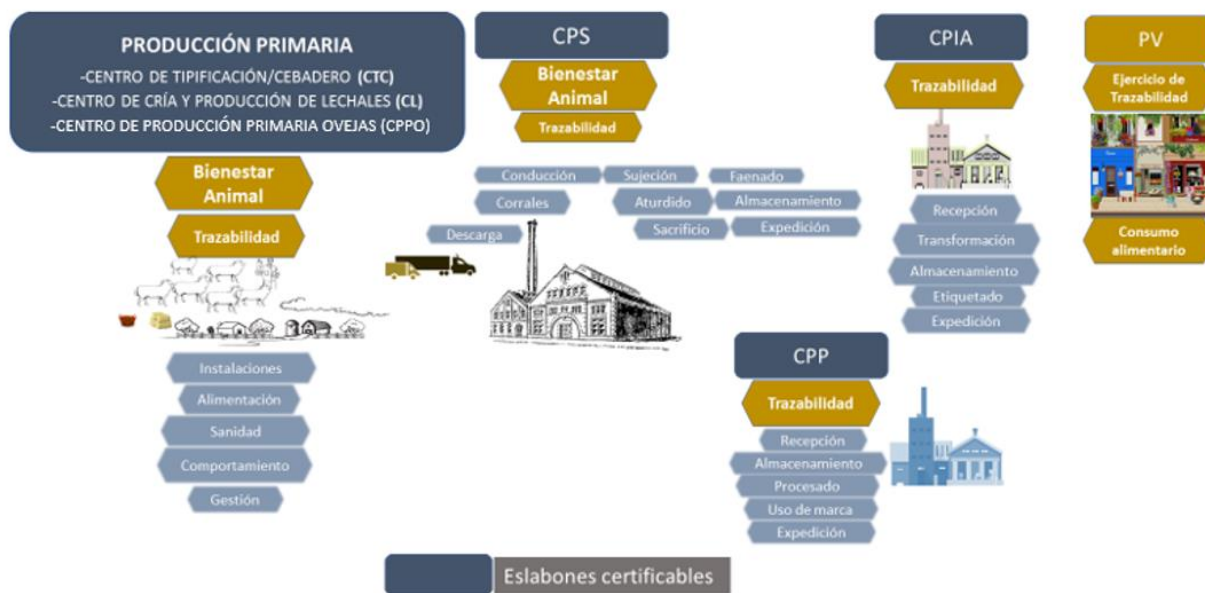 PRODUCCIÓN PRIMARIA
-CENTRO DE TIPIFICACIÓN/CEBADERO (CTC)
-CENTRO DE CRÍA Y PRODUCCIÓN DE LECHALES (CL)
-CENTRO DE PRODUCCIÓN PRIMARIA OVEJAS (CPPO)
Bienestar
Animal
Trazabilidad
Instalaciones
Alimentación
Sanidad
Comportamiento
Gestión
CPS
Bienestar
Animal
Trazabilidad
Conducción
Sujeción
Faenado
Corrales
Aturdido
Almacenamiento
Descarga
Sacrificio
Expedición
CPP
Trazabilidad
Recepción
Almacenamiento
Procesado
Uso de marca
Expedición
CPIA
Trazabilidad
Recepción
Transformación
Almacenamiento
Etiquetado
Expedición
PV
Ejercicio de
Trazabilidad
Consumo
alimentario
Eslabones certificables